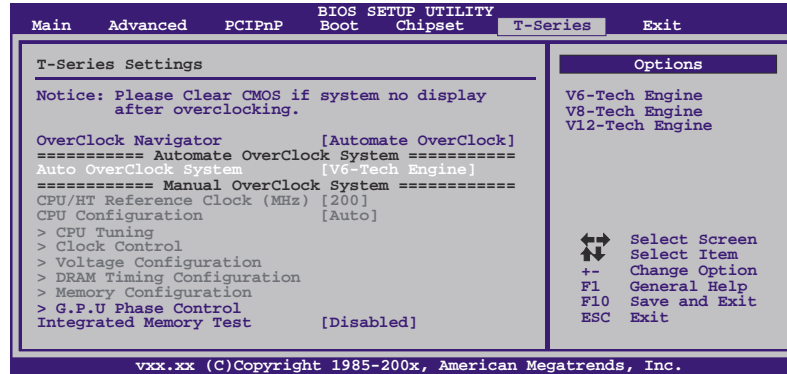 BIOS SETUP UTILITY
Main Advanced PCIPnP Boot Chipset T-Series Exit
T-Series Settings
Notice: Please Clear CMOS if system no display
after overclocking.
OverClock Navigator [Automate OverClock]
=========== Automate OverClock System ===========
Auto OverClock System [V6-Tech Engine]
============ Manual OverClock System ============
CPU/HT Reference Clock (MHz) [200]
CPU Configuration [Auto]
> CPU Tuning
> Clock Control
> Voltage Configuration
> DRAM Timing Configuration
> Memory Configuration
> G.P.U Phase Control
Integrated Memory Test [Disabled]
Options
V6-Tech Engine
V8-Tech Engine
V12-Tech Engine
Select Screen
Select Item
+- Change Option
F1 General Help
F10 Save and Exit
ESC Exit
vxx.xx (C)Copyright 1985-200x, American Megatrends, Inc.